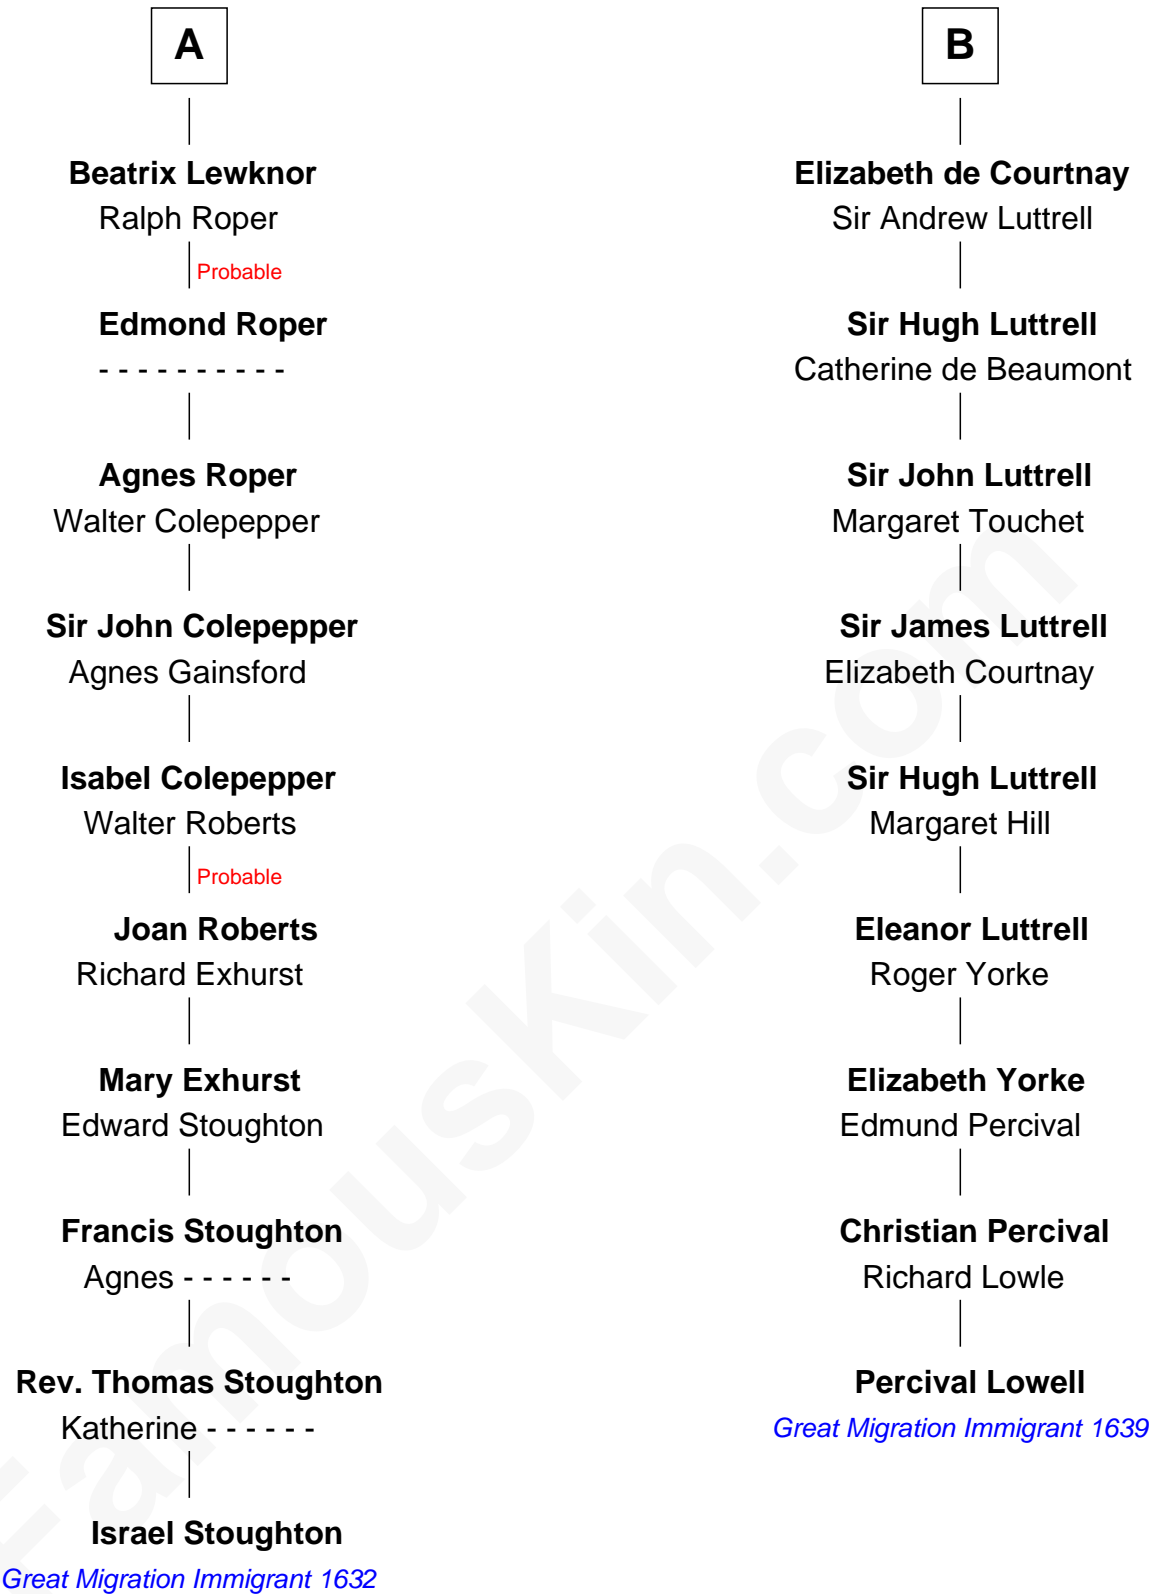 A
Beatrix Lewknor
Ralph Roper
Probable
Edmond Roper
- - - - - - - - - -
Agnes Roper
Walter Colepepper
Sir John Colepepper
Agnes Gainsford
Isabel Colepepper
Walter Roberts
Probable
Joan Roberts
Richard Exhurst
Mary Exhurst
Edward Stoughton
Francis Stoughton
Agnes - - - - - -
Rev. Thomas Stoughton
Katherine - - - - - -
Israel Stoughton
Great Migration Immigrant 1632
B
Elizabeth de Courtnay
Sir Andrew Luttrell
Sir Hugh Luttrell
Catherine de Beaumont
Sir John Luttrell
Margaret Touchet
Sir James Luttrell
Elizabeth Courtnay
Sir Hugh Luttrell
Margaret Hill
Eleanor Luttrell
Roger Yorke
Elizabeth Yorke
Edmund Percival
Christian Percival
Richard Lowle
Percival Lowell
Great Migration Immigrant 1639
FamousKin.com